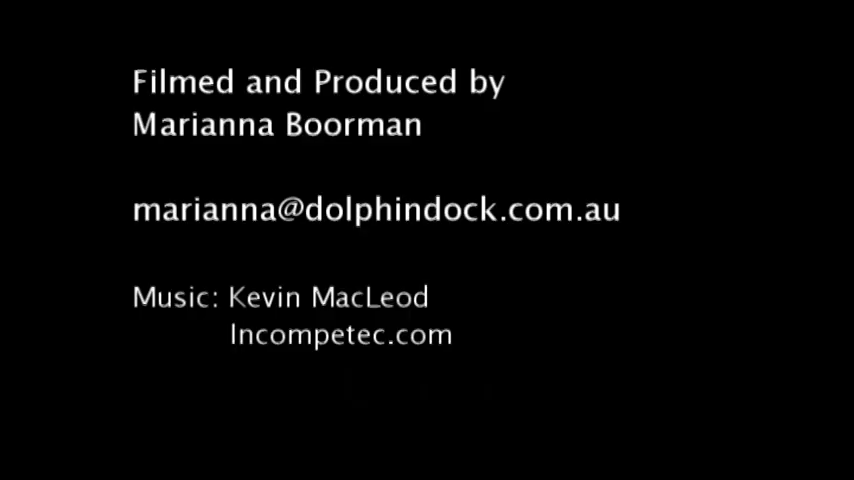 Filmed and Produced by
Marianna Boorman
marianna@dolphindock.com.au
Music: Kevin MacLeod
Incompetec.com